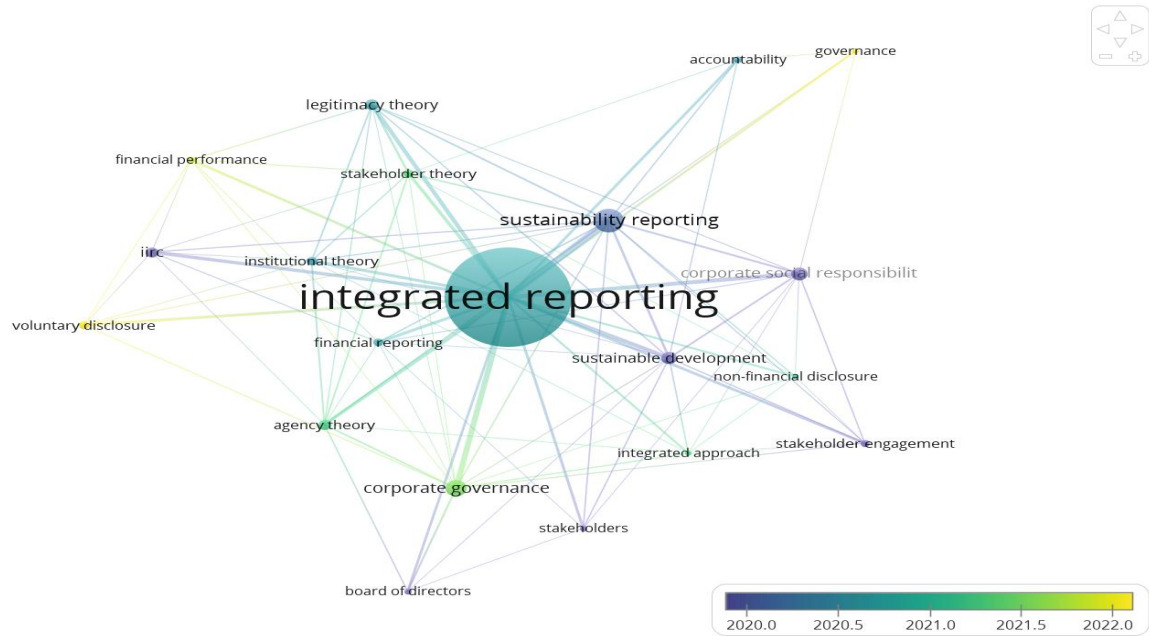 governance
accountability
legitimacy theory
financial performance
stakeholder theory
sustainability reporting
iirc
institutional theory
corporate social responsibilit
integrated reporting
voluntary disclosure
financial reporting
sustainable development
non-financial disclosure
agency theory
stakeholder engagement
integrated approach
corporate governance
stakeholders
board of directors
2020.0 2020.5 2021.0 2021.5 2022.0